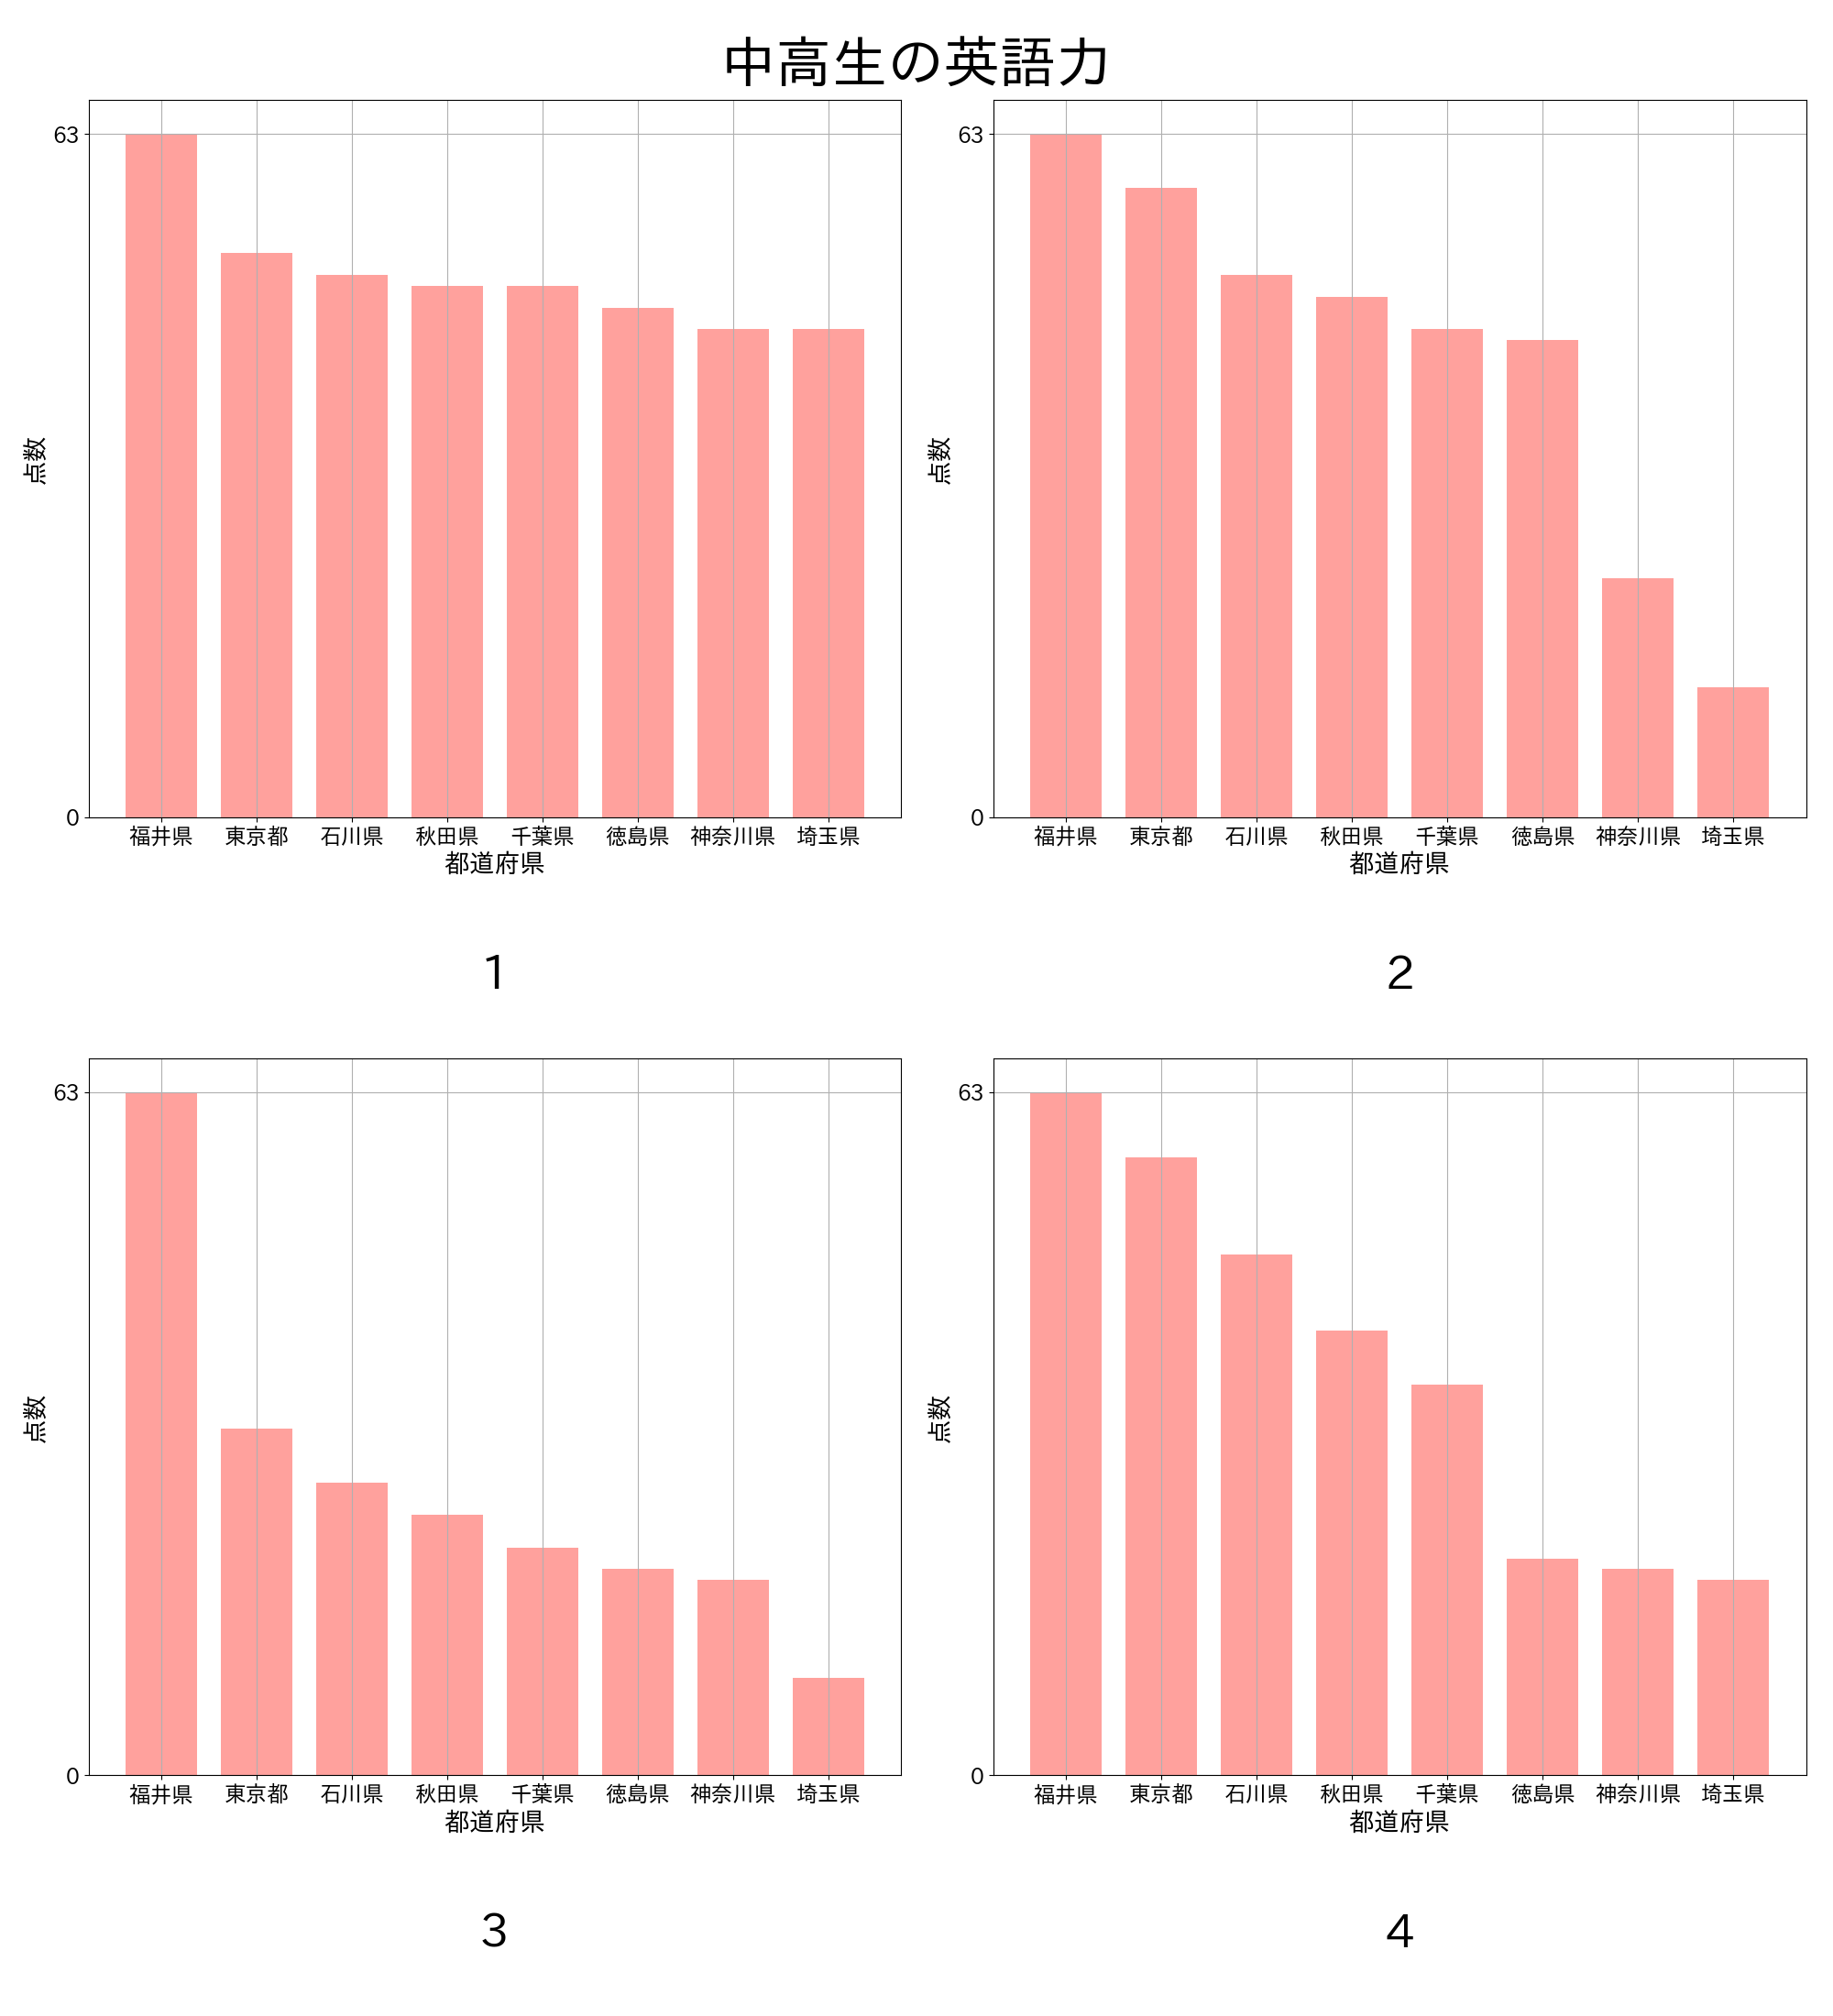 中高生の英語力
63
0
点数
福井県 東京都 石川県 秋田県 千葉県 徳島県 神奈川県 埼玉県
都道府県
1
63
0
点数
福井県 東京都 石川県 秋田県 千葉県 徳島県 神奈川県 埼玉県
都道府県
2
63
0
点数
福井県 東京都 石川県 秋田県 千葉県 徳島県 神奈川県 埼玉県
都道府県
3
63
0
点数
福井県 東京都 石川県 秋田県 千葉県 徳島県 神奈川県 埼玉県
都道府県
4